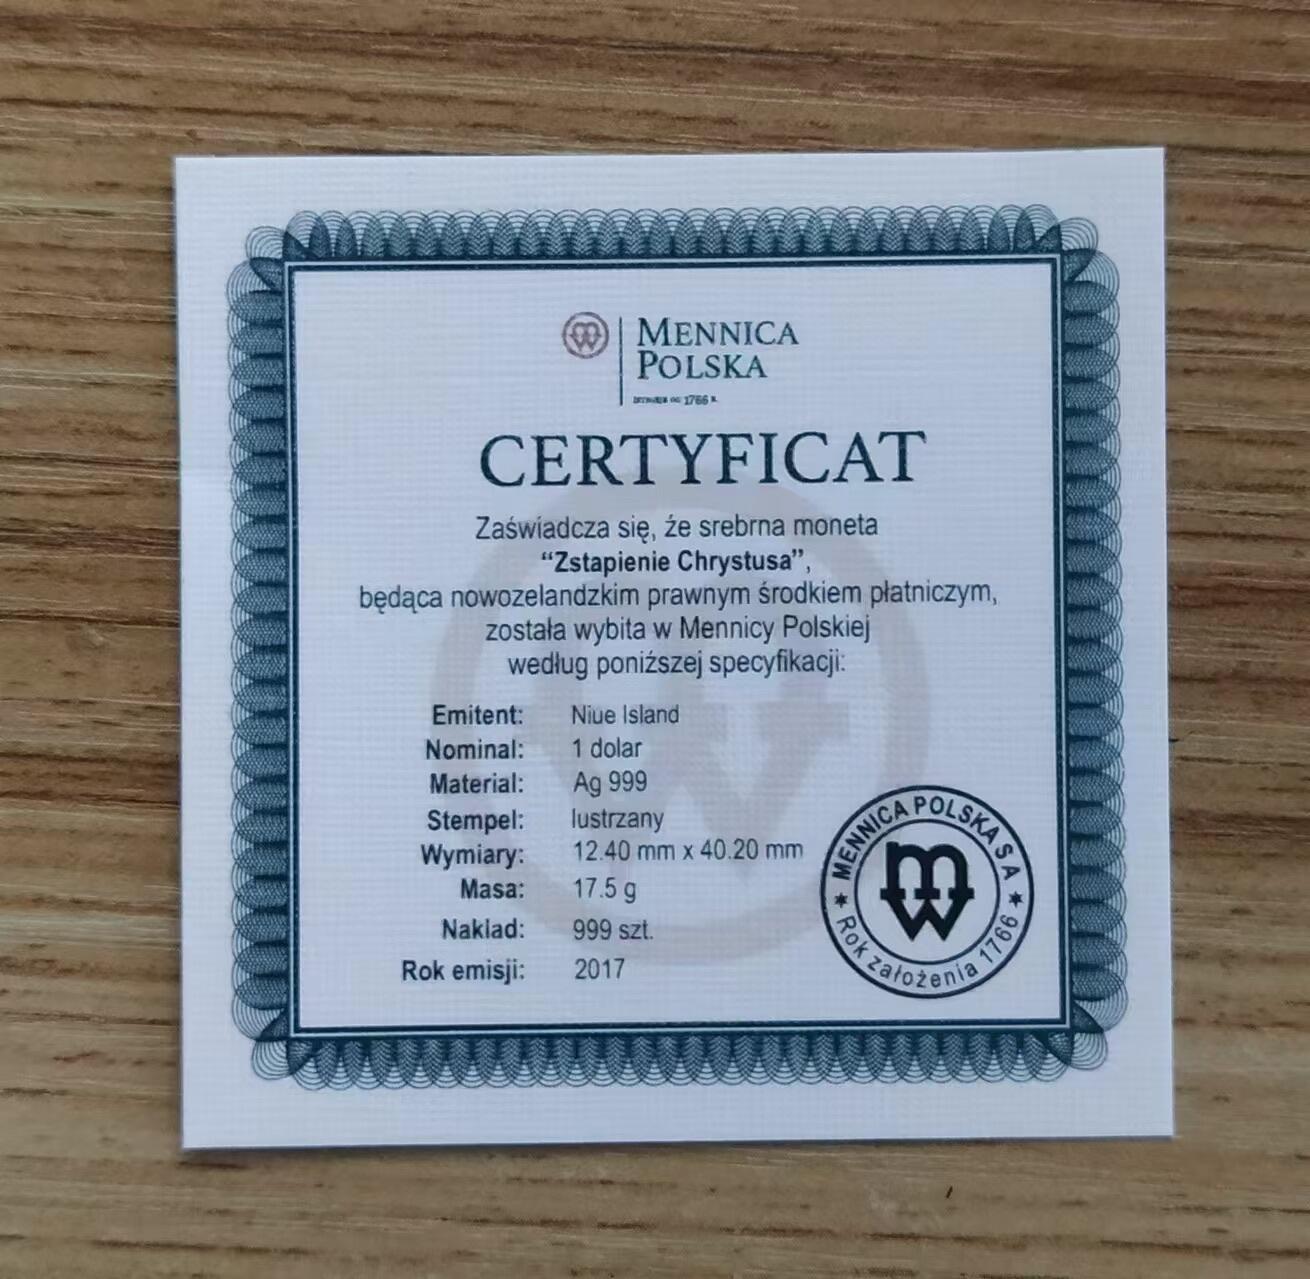 MENNICA
POLSKA
1766 R.
CERTYFICAT
Zaświadcza się, że srebrna moneta
“Zstapienie Chrystusa”,
będąca nowozelandzkim prawnym środkiem płatniczym,
została wybita w Mennicy Polskiej
według poniższej specyfikacji:
Emitent: Niue Island
Nominal: 1 dolar
Material: Ag 999
Stempel: lustrzany
Wymiary: 12.40 mm x 40.20 mm
Masa: 17.5 g
Naklad: 999 szt.
Rok emisji: 2017
MENNICA POLSKA S A
Rok założenia 1766